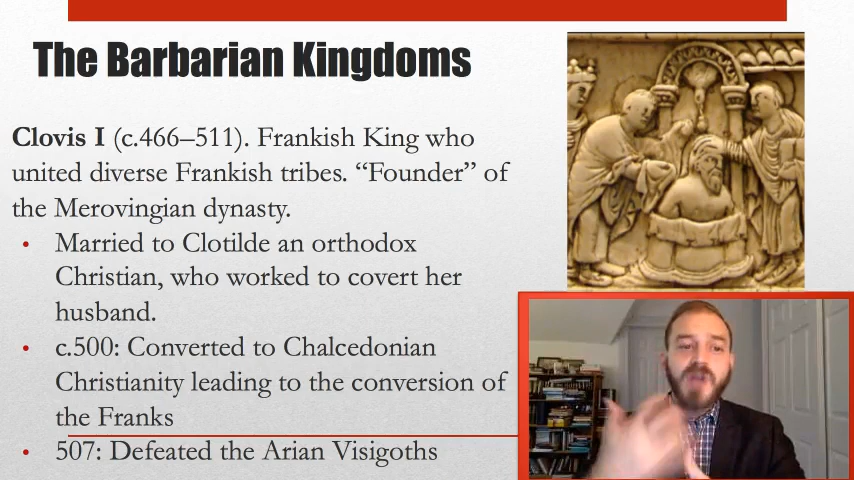 The Barbarian Kingdoms
Clovis I (c.466–511). Frankish King who
united diverse Frankish tribes. “Founder” of
the Merovingian dynasty.
• Married to Clotilde an orthodox
Christian, who worked to covert her
husband.
• c.500: Converted to Chalcedonian
Christianity leading to the conversion of
the Franks
• 507: Defeated the Arian Visigoths